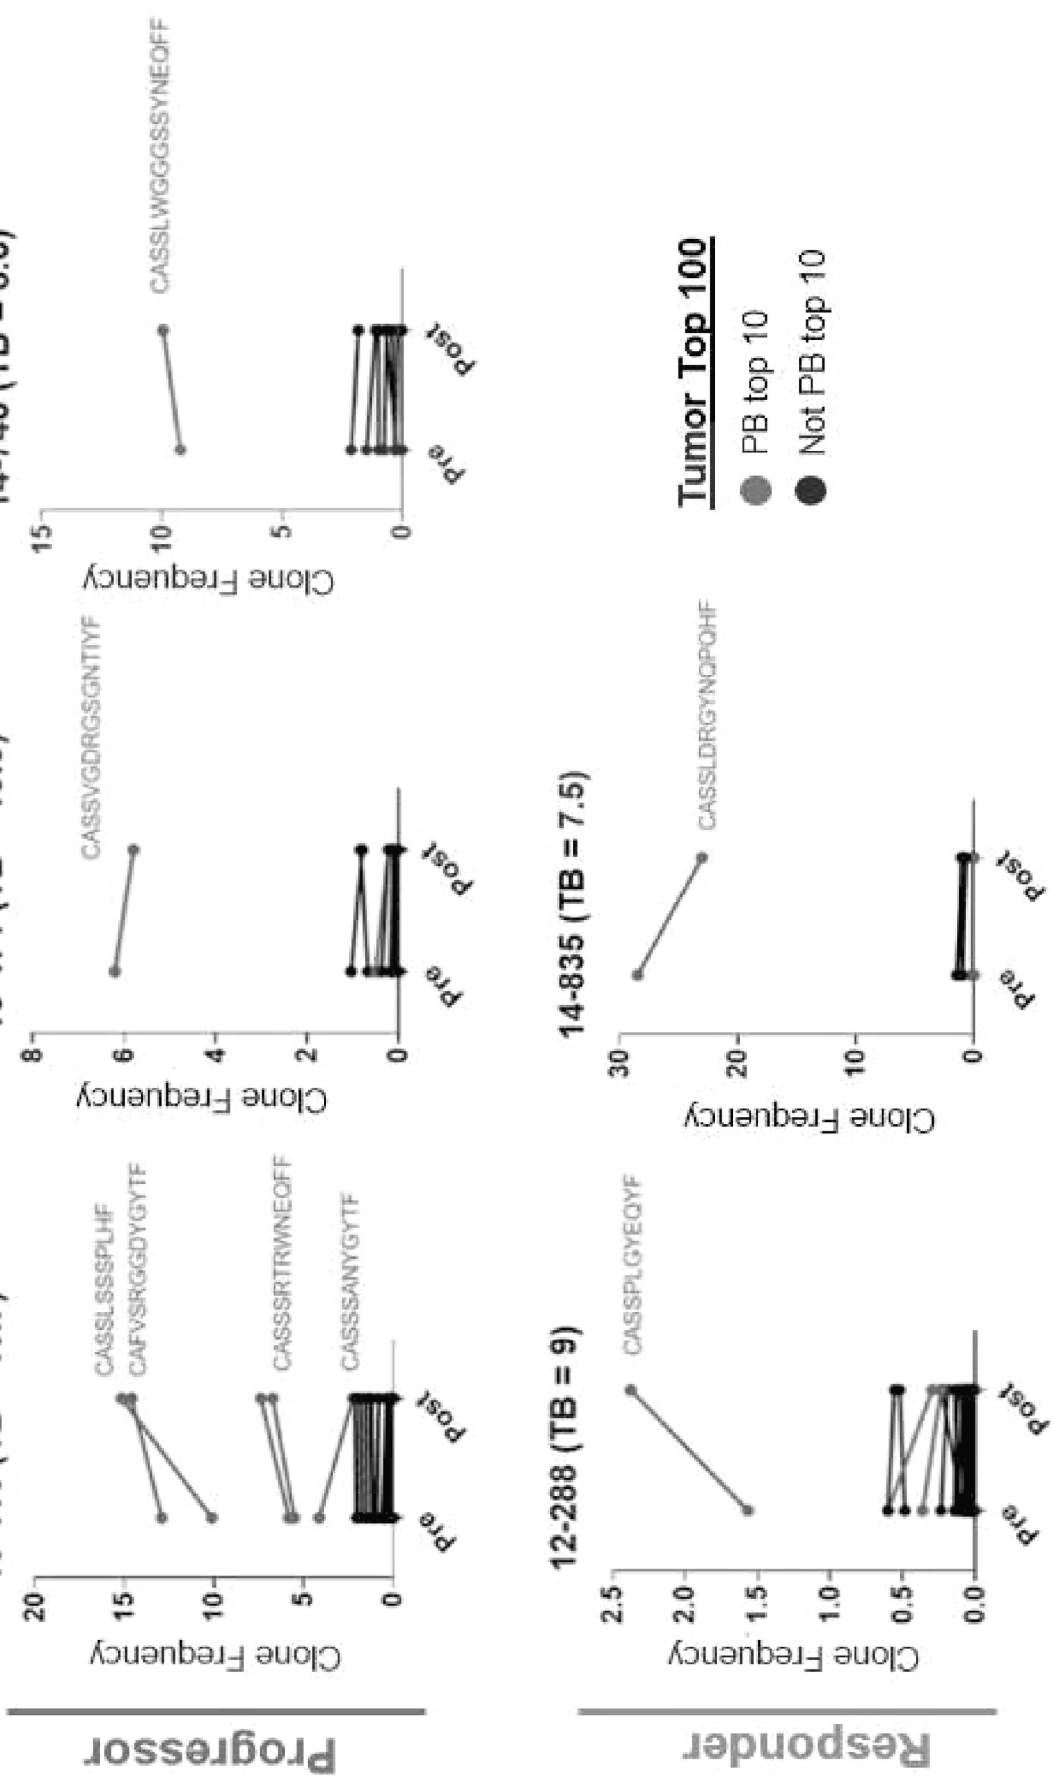 Progressor
Clone Frequency
20
15
10
5
0
Pre
Post
CASSLSSSPLHF
CAFVSRGGDYGYTF
CASSSRTRWNEQFF
CASSSANYGYTF
Clone Frequency
8
6
4
2
0
Pre
Post
CASSVGDRGSGNTIYF
Clone Frequency
15
10
5
0
Pre
Post
CASSLWGGGSSYNEQFF
Responder
12-288 (TB = 9)
Clone Frequency
2.5
2.0
1.5
1.0
0.5
0.0
Pre
Post
CASSPLGYEQYF
14-835 (TB = 7.5)
Clone Frequency
30
20
10
0
Pre
Post
CASSLDRGYNQPQHF
Tumor Top 100
PB top 10
Not PB top 10